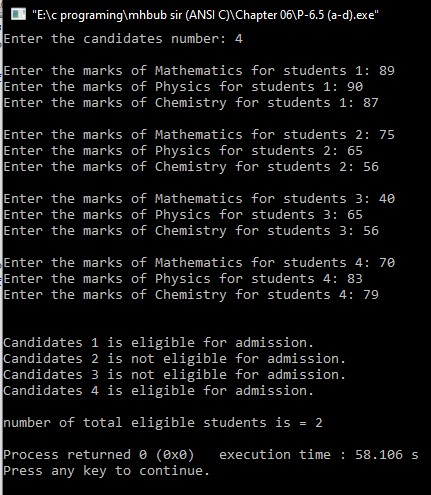 "E:\c programing\mhbub sir (ANSI C)\Chapter 06\P-6.5 (a-d).exe"
Enter the candidates number: 4
Enter the marks of Mathematics for students 1: 89
Enter the marks of Physics for students 1: 90
Enter the marks of Chemistry for students 1: 87
Enter the marks of Mathematics for students 2: 75
Enter the marks of Physics for students 2: 65
Enter the marks of Chemistry for students 2: 56
Enter the marks of Mathematics for students 3: 40
Enter the marks of Physics for students 3: 65
Enter the marks of Chemistry for students 3: 56
Enter the marks of Mathematics for students 4: 70
Enter the marks of Physics for students 4: 83
Enter the marks of Chemistry for students 4: 79
Candidates 1 is eligible for admission.
Candidates 2 is not eligible for admission.
Candidates 3 is not eligible for admission.
Candidates 4 is eligible for admission.
number of total eligible students is = 2
Process returned 0 (0x0)   execution time : 58.106 s
Press any key to continue.